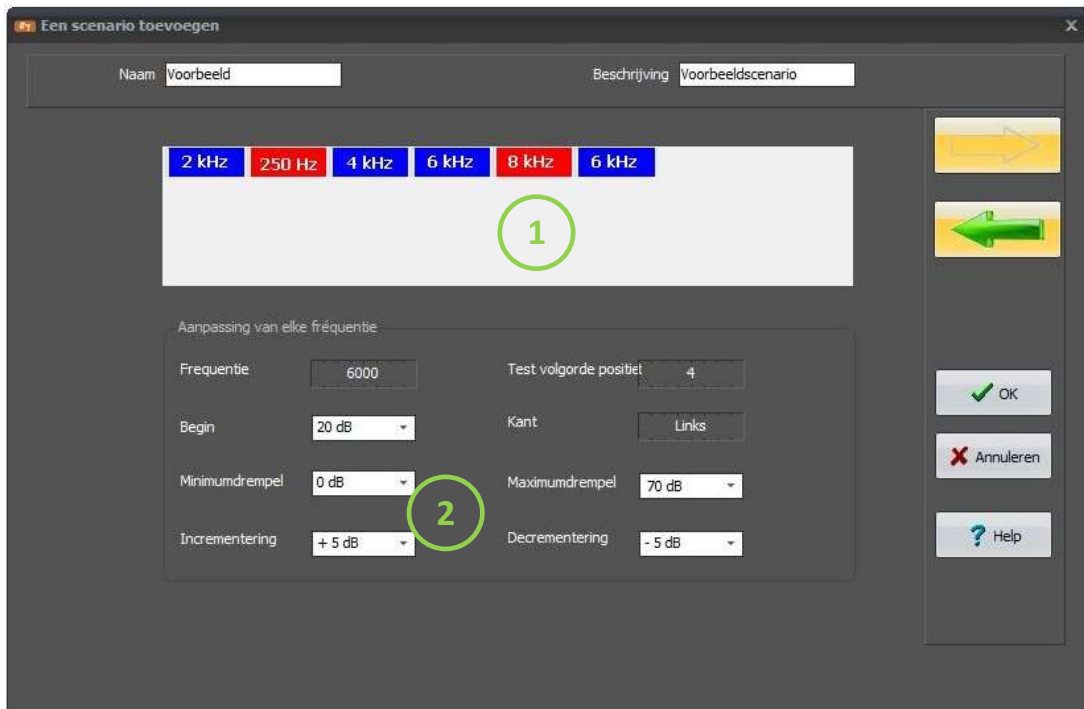 Een scenario toevoegen
x
Naam Voorbeeld Beschrijving Voorbeeldscenario
2 kHz 250 Hz 4 kHz 6 kHz 8 kHz 6 kHz
1
Aanpassing van elke fréquentie
Frequentie 6000 Test volgorde positiet 4
Begin 20 dB Kant Links
Minimumdrempel 0 dB Maximumdrempel 70 dB
2
Incrementering + 5 dB Decrementering - 5 dB
OK
Annuleren
? Help